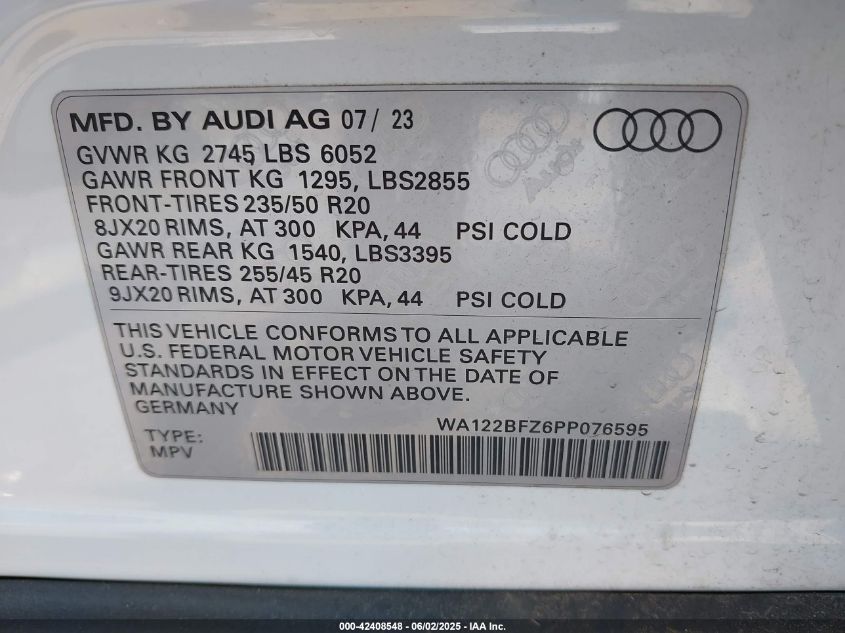 MFD. BY AUDI AG 07/ 23
GVWR KG 2745 LBS 6052
GAWR FRONT KG 1295, LBS2855
FRONT-TIRES 235/50 R20
8JX20 RIMS, AT 300 KPA, 44 PSI COLD
GAWR REAR KG 1540, LBS3395
REAR-TIRES 255/45 R20
9JX20 RIMS, AT 300 KPA, 44 PSI COLD
THIS VEHICLE CONFORMS TO ALL APPLICABLE
U.S. FEDERAL MOTOR VEHICLE SAFETY
STANDARDS IN EFFECT ON THE DATE OF
MANUFACTURE SHOWN ABOVE.
GERMANY
WA122BFZ6PP076595
TYPE:
MPV
Audi
000-42408548 - 06/02/2025 - IAA Inc.